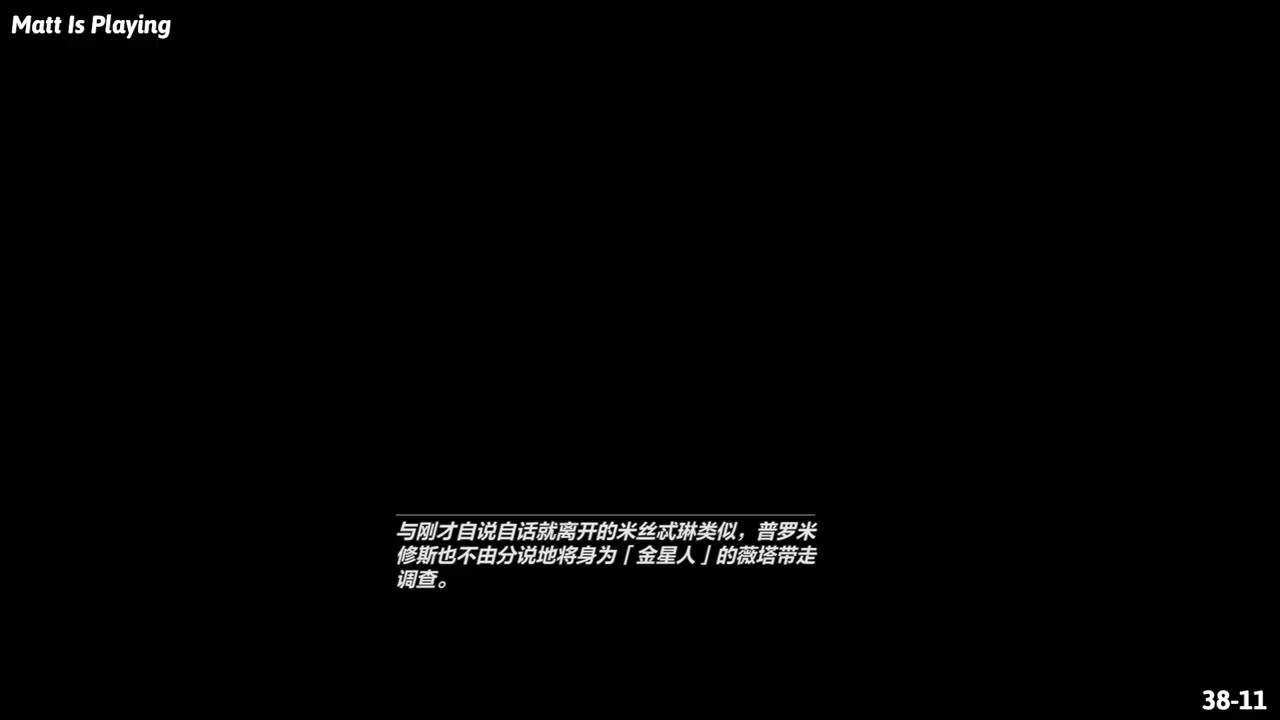 Matt Is Playing
与刚才自说自话就离开的米丝忒琳类似，普罗米
修斯也不由分说地将身为「金星人」的薇塔带走
调查。
38-11